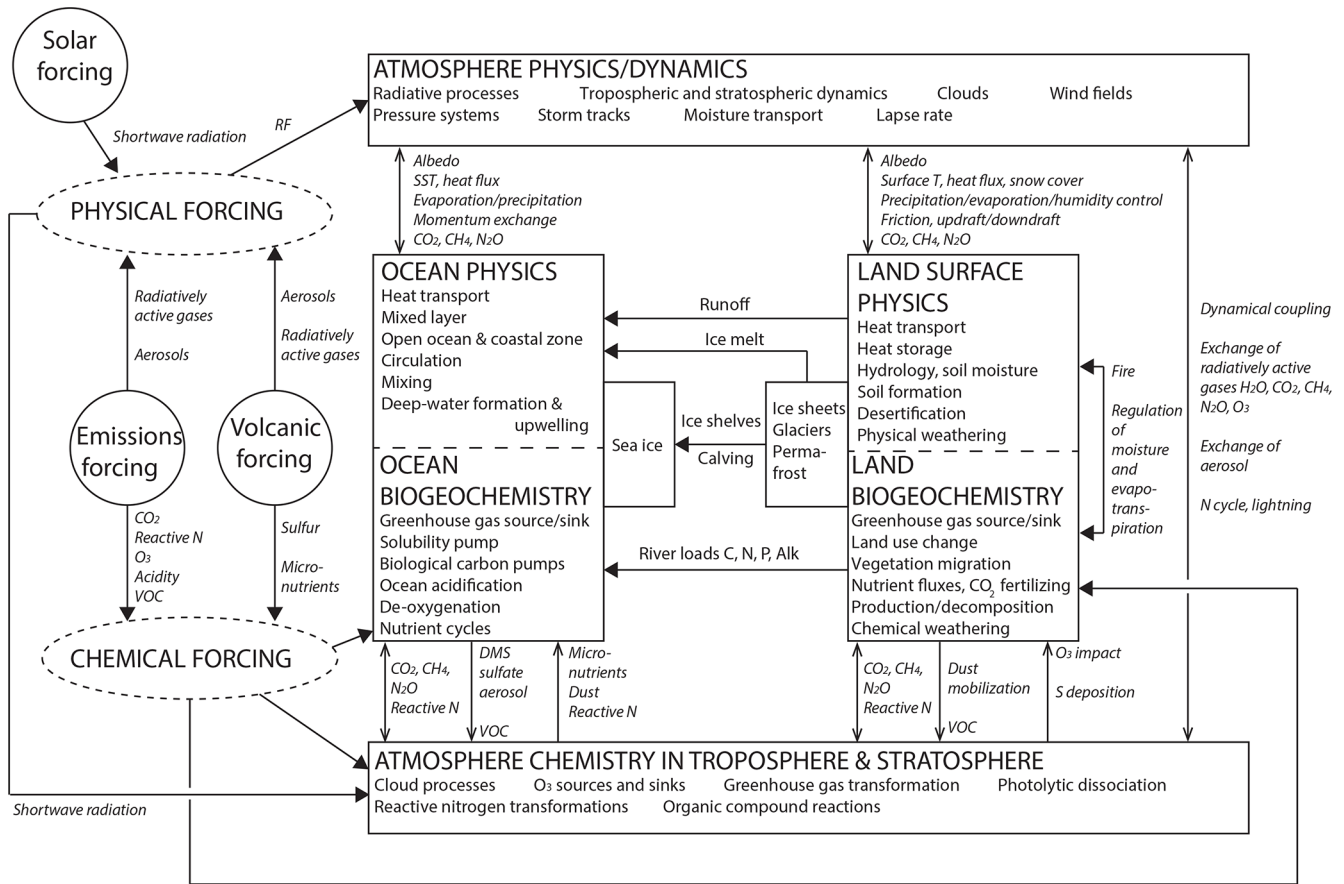 Solar
forcing
Shortwave radiation
RF
PHYSICAL FORCING
Radiatively
active gases
Aerosols
Aerosols
Radiatively
active gases
Emissions
forcing
Volcanic
forcing
CO₂
Reactive N
O₃
Acidity
VOC
Sulfur
Micro-
nutrients
CHEMICAL FORCING
Shortwave radiation
ATMOSPHERE PHYSICS/DYNAMICS
Radiative processes Tropospheric and stratospheric dynamics Clouds Wind fields
Pressure systems Storm tracks Moisture transport Lapse rate
Albedo
SST, heat flux
Evaporation/precipitation
Momentum exchange
CO₂, CH₄, N₂O
Albedo
Surface T, heat flux, snow cover
Precipitation/evaporation/humidity control
Friction, updraft/downdraft
CO₂, CH₄, N₂O
OCEAN PHYSICS
Heat transport
Mixed layer
Open ocean & coastal zone
Circulation
Mixing
Deep-water formation &
upwelling
OCEAN
BIOGEOCHEMISTRY
Greenhouse gas source/sink
Solubility pump
Biological carbon pumps
Ocean acidification
De-oxygenation
Nutrient cycles
Runoff
Ice melt
Sea ice
Ice shelves
Calving
Ice sheets
Glaciers
Perma-
frost
River loads C, N, P, Alk
LAND SURFACE
PHYSICS
Heat transport
Heat storage
Hydrology, soil moisture
Soil formation
Desertification
Physical weathering
LAND
BIOGEOCHEMISTRY
Greenhouse gas source/sink
Land use change
Vegetation migration
Nutrient fluxes, CO₂ fertilizing
Production/decomposition
Chemical weathering
Fire
Regulation
of
moisture
and
evapo-
trans-
piration
Dynamical coupling
Exchange of
radiatively active
gases H₂O, CO₂, CH₄,
N₂O, O₃
Exchange of
aerosol
N cycle, lightning
CO₂, CH₄,
N₂O
Reactive N
DMS
sulfate
aerosol
VOC
Micro-
nutrients
Dust
Reactive N
CO₂, CH₄,
N₂O
Reactive N
Dust
mobilization
VOC
O₃ impact
S deposition
ATMOSPHERE CHEMISTRY IN TROPOSPHERE & STRATOSPHERE
Cloud processes O₃ sources and sinks Greenhouse gas transformation Photolytic dissociation
Reactive nitrogen transformations Organic compound reactions